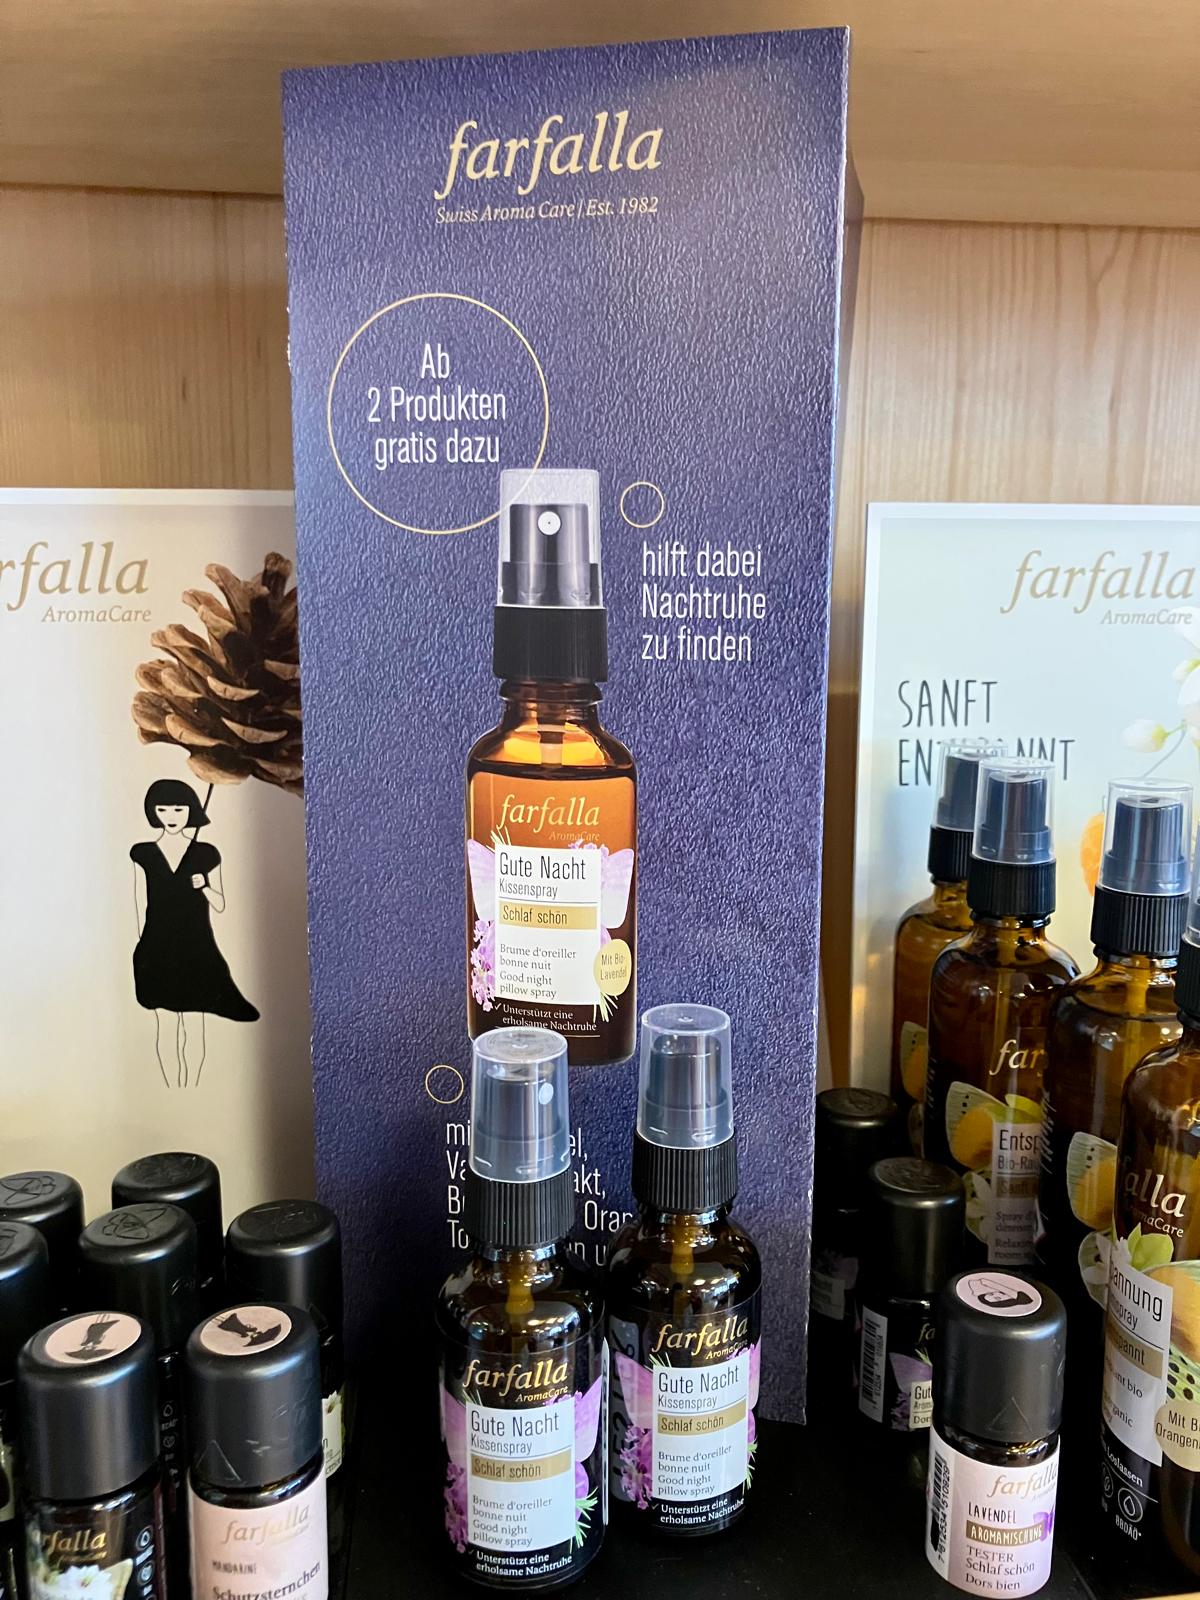 farfalla
Swiss Aroma Care | Est. 1982
Ab
2 Produkten
gratis dazu
hilft dabei
Nachtruhe
zu finden
farfalla
AromaCare
Gute Nacht
Kissenspray
Schlaf schön
Brume d'oreiller
bonne nuit
Good night
pillow spray
Mit Bio-
Lavendel
✓ Unterstützt eine
erholsame Nachtruhe
rfalla
AromaCare
farfalla
AromaCare
SANFT
farfalla
AromaCare
Gute Nacht
Kissenspray
Schlaf schön
Brume d'oreiller
bonne nuit
Good night
pillow spray
✓ Unterstützt eine
erholsame Nachtruhe
farfalla
AromaCare
Gute Nacht
Kissenspray
Schlaf schön
Brume d'oreiller
bonne nuit
Good night
pillow spray
✓ Unterstützt eine
erholsame Nachtruhe
rfalla
farfalla
MANDARINE
Schutzsternchen
farfalla
LAVENDEL
AROMAMISCHUNG
TESTER
Schlaf schön
Dors bien